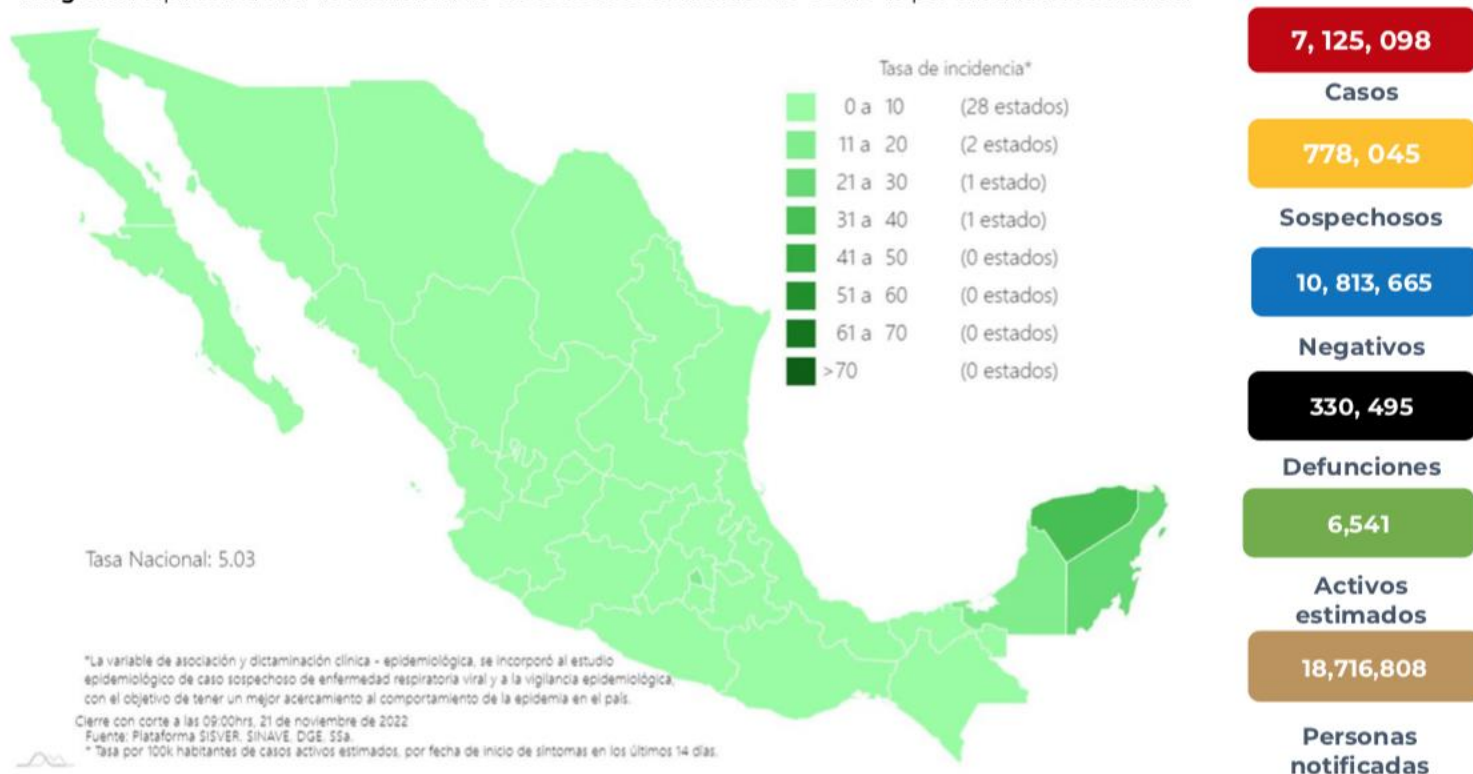 Tasa de incidencia*
0 a 10 (28 estados)
11 a 20 (2 estados)
21 a 30 (1 estado)
31 a 40 (1 estado)
41 a 50 (0 estados)
51 a 60 (0 estados)
61 a 70 (0 estados)
>70 (0 estados)
Tasa Nacional: 5.03
*La variable de asociación y dictaminación clínica - epidemiológica, se incorporó al estudio
epidemiológico de caso sospechoso de enfermedad respiratoria viral y a la vigilancia epidemiológica,
con el objetivo de tener un mejor acercamiento al comportamiento de la epidemia en el país.
Cierre con corte a las 09:00hrs, 21 de noviembre de 2022
Fuente: Plataforma SISVER, SINAVE, DGE, SSa.
* Tasa por 100k habitantes de casos activos estimados, por fecha de inicio de síntomas en los últimos 14 días.
7, 125, 098
Casos
778, 045
Sospechosos
10, 813, 665
Negativos
330, 495
Defunciones
6,541
Activos
estimados
18,716,808
Personas
notificadas